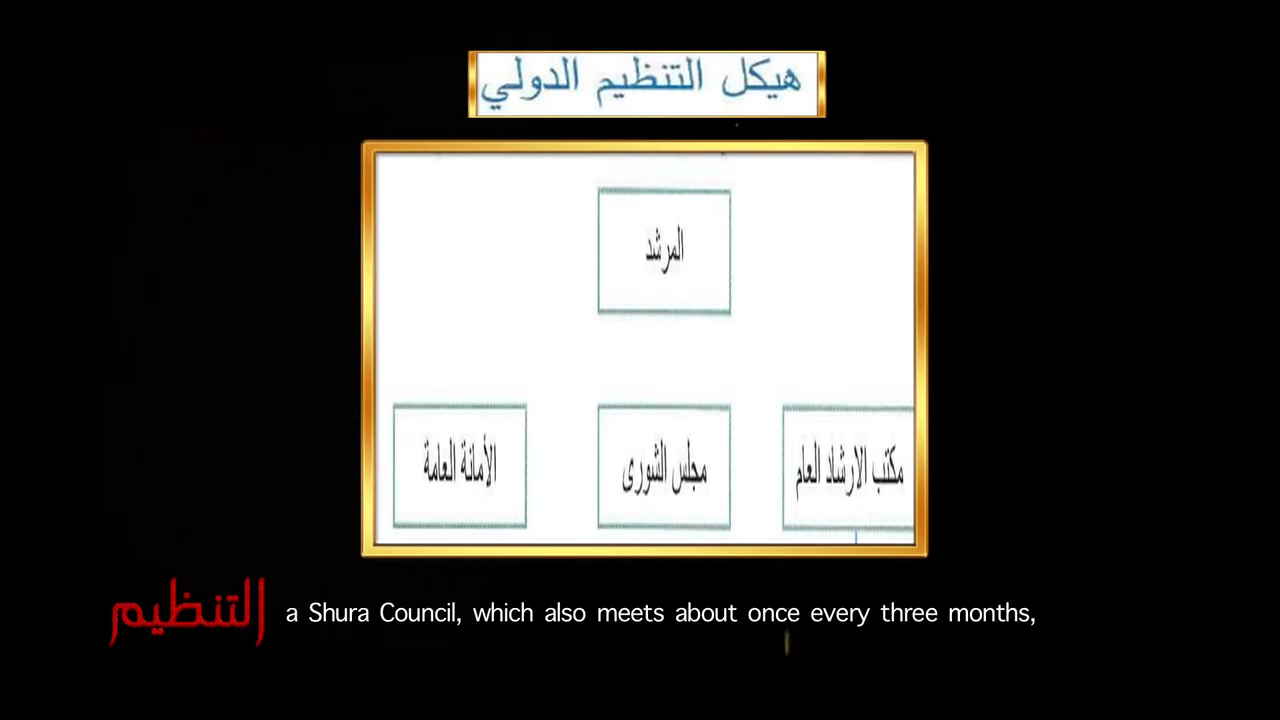 هيكل التنظيم الدولي
المرشد
مكتب الارشاد العام
مجلس الشورى
الأمانة العامة
التنظيم
a Shura Council, which also meets about once every three months,